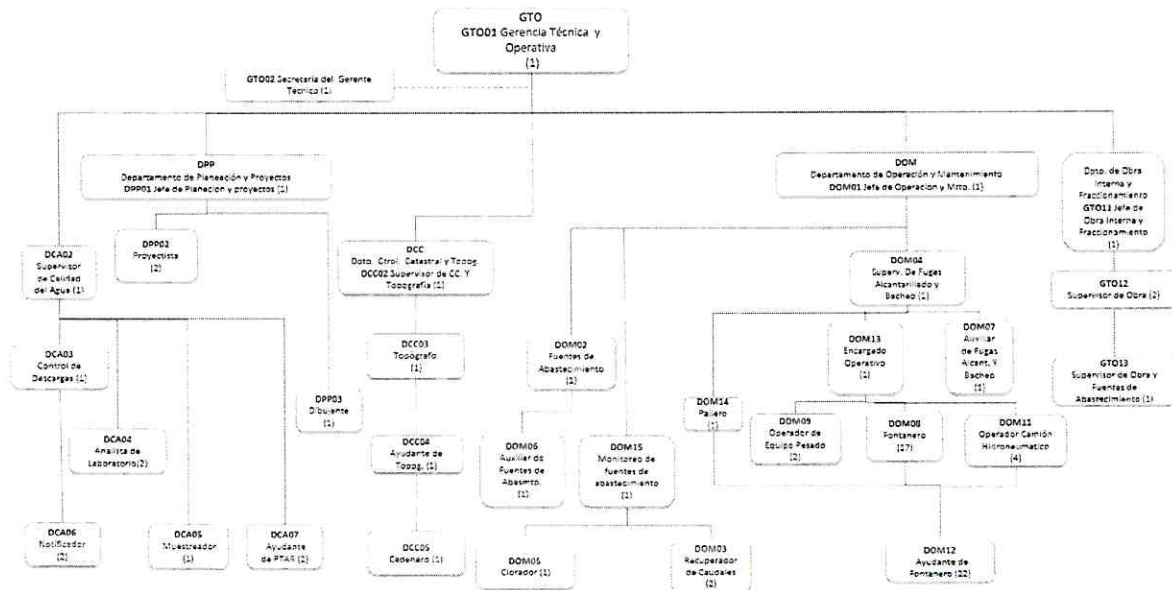 GTO
GTO01 Gerencia Técnica y
Operativa
(1)
GTO02 Secretaria del Gerente
Técnico (1)
DPP
Departamento de Planeación y Proyectos
DPP01 Jefe de Planecion y proyectos (1)
DOM
Departamento de Operación y Mantenimiento
DOM01 Jefe de Operación y Mtto. (1)
Dpto. de Obra
Interna y
Fraccionamiento
GTO11 Jefe de
Obra Interna y
Fraccionamiento
(1)
DCA02
Supervisor
de Calidad
del Agua (1)
DPP02
Proyectista
(2)
DCC
Dpto. Ctrol. Catastral y Topog.
DCC02 Supervisor de CC. Y
Topografía (1)
DOM04
Superv. De Fugas
Alcantarillado y
Bacheo (1)
GTO12
Supervisor de Obra (2)
DCA03
Control de
Descargas (1)
DCC03
Topógrafo
(1)
DOM02
Fuentes de
Abastecimiento
(1)
DOM13
Encargado
Operativo
(1)
DOM07
Auxiliar
de Fugas
Alcant. Y
Bacheo
(1)
GTO13
Supervisor de Obra y
Fuentes de
Abastecimiento (1)
DPP03
Dibujante
(1)
DOM14
Pailero
(1)
DCA04
Analista de
Laboratorio(2)
DCC04
Ayudante de
Topog. (1)
DOM06
Auxiliar de
Fuentes de
Abasmto.
(1)
DOM15
Monitoreo de
fuentes de
abastecimiento
(1)
DOM09
Operador de
Equipo Pesado
(2)
DOM08
Fontanero
(17)
DOM11
Operador Camión
Hidroneumatico
(4)
DCA06
Notificador
(2)
DCA05
Muestreador
(1)
DCA07
Ayudante
de PTAR (2)
DCC05
Cadenero (1)
DOM05
Clorador (1)
DOM03
Recuperador
de Caudales
(2)
DOM12
Ayudante de
Fontanero (22)